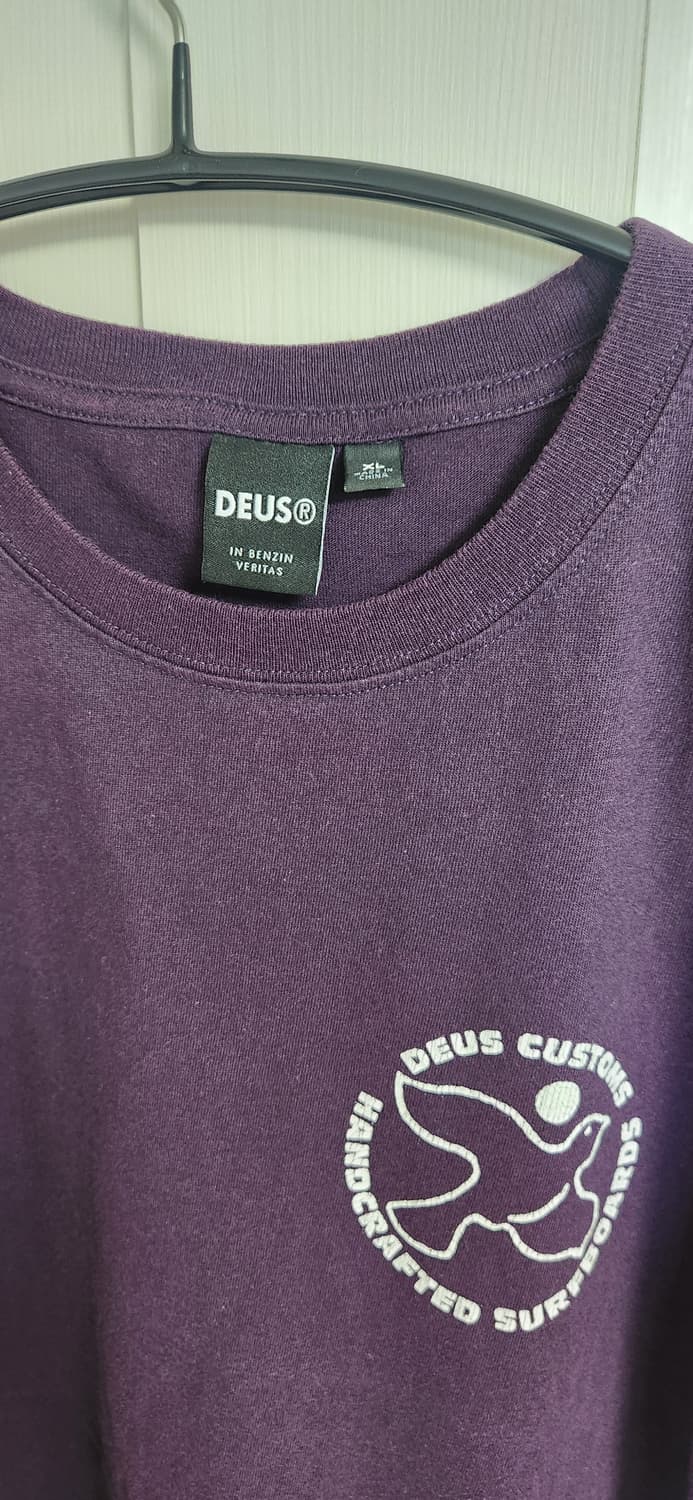 DEUS®
IN BENZIN
VERITAS
XL
MADE IN
CHINA
DEUS CUSTOMS
HANDCRAFTED SURFBOARDS